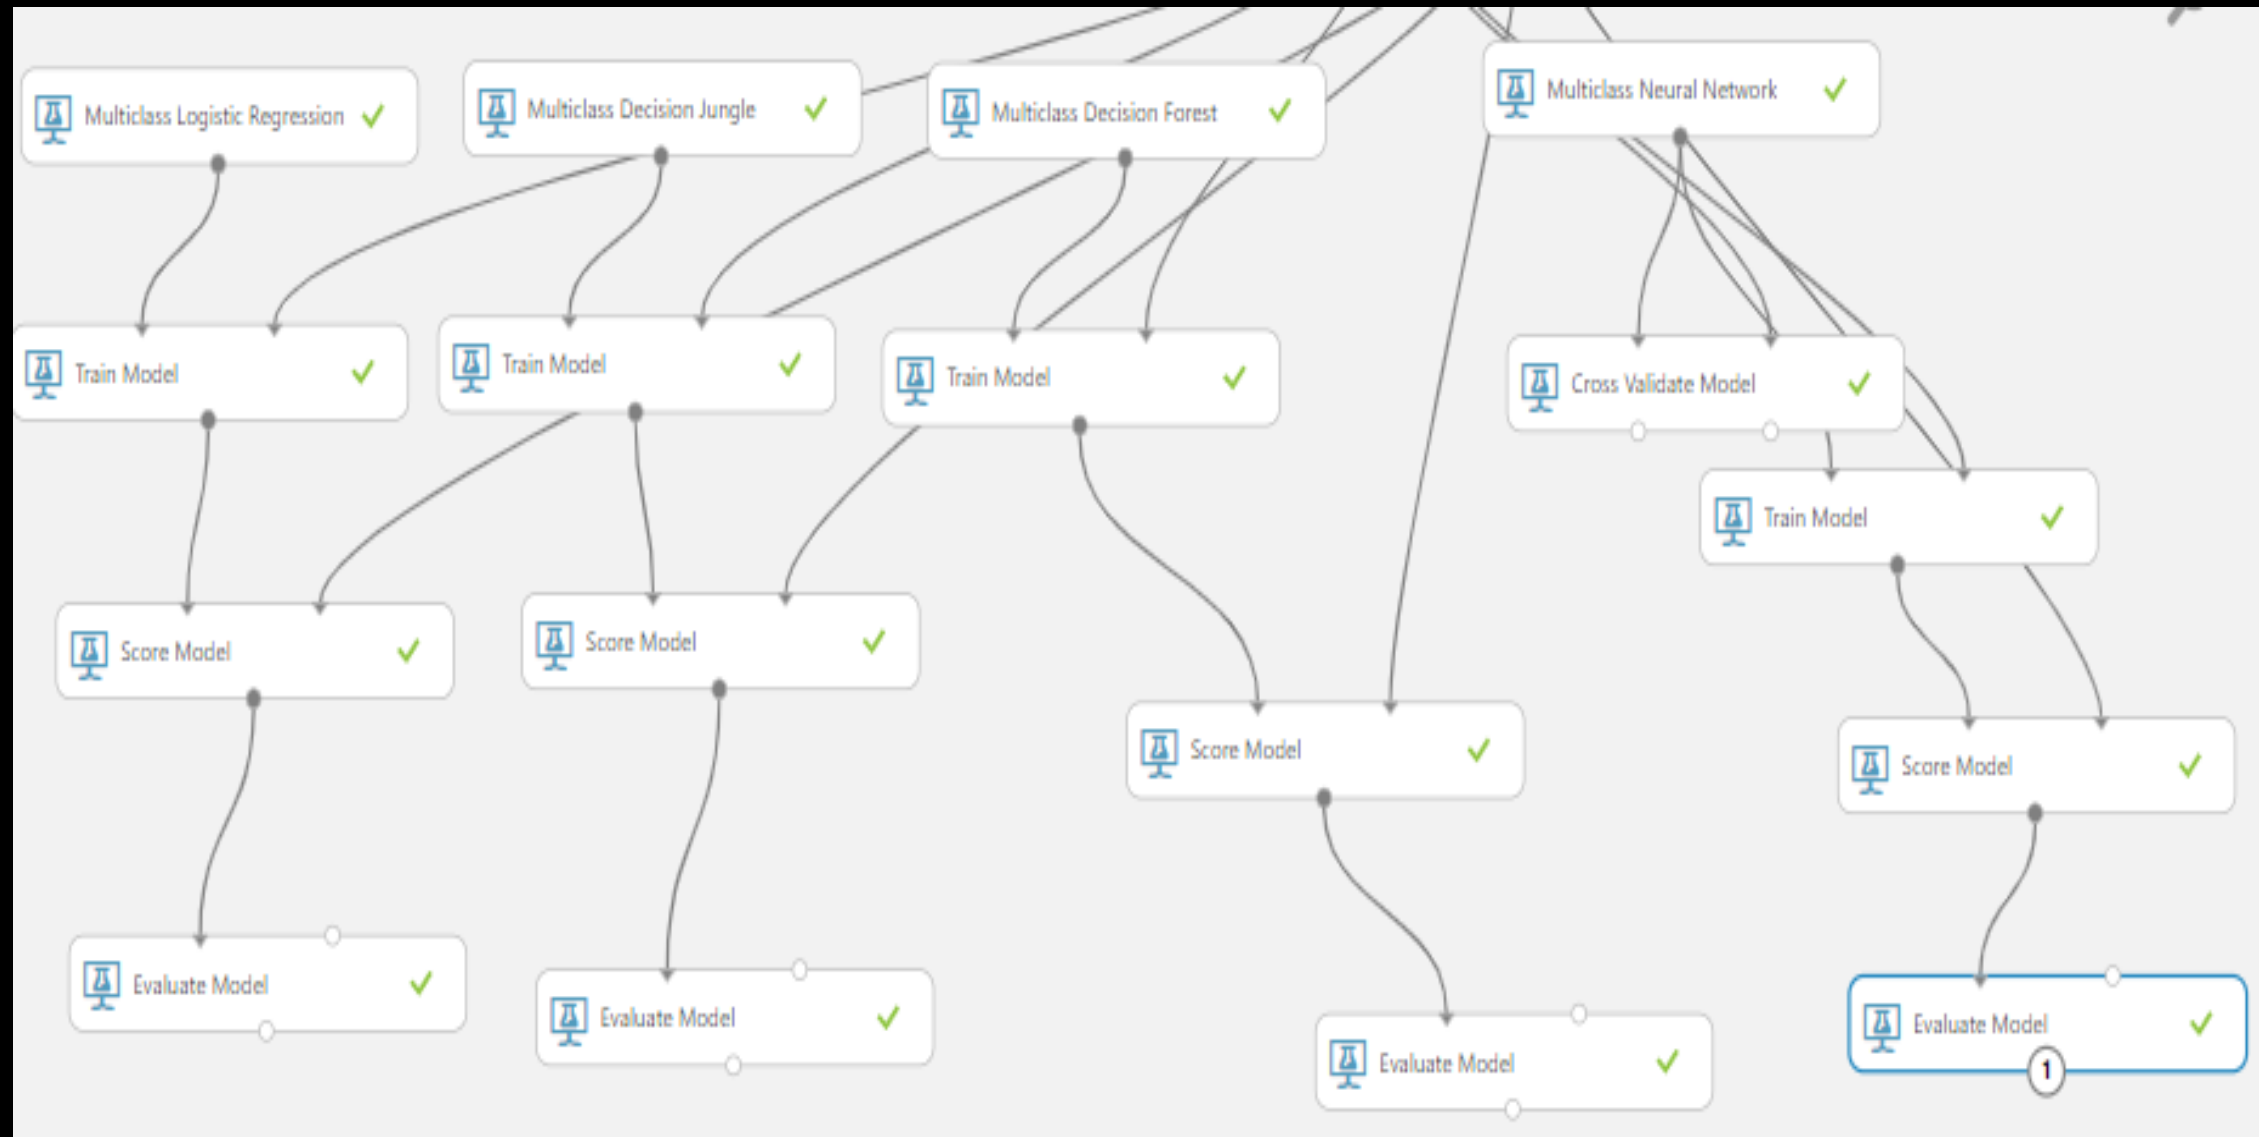 Multiclass Logistic Regression
Multiclass Decision Jungle
Multiclass Decision Forest
Multiclass Neural Network
Train Model
Train Model
Train Model
Cross Validate Model
Train Model
Score Model
Score Model
Score Model
Score Model
Evaluate Model
Evaluate Model
Evaluate Model
Evaluate Model
1